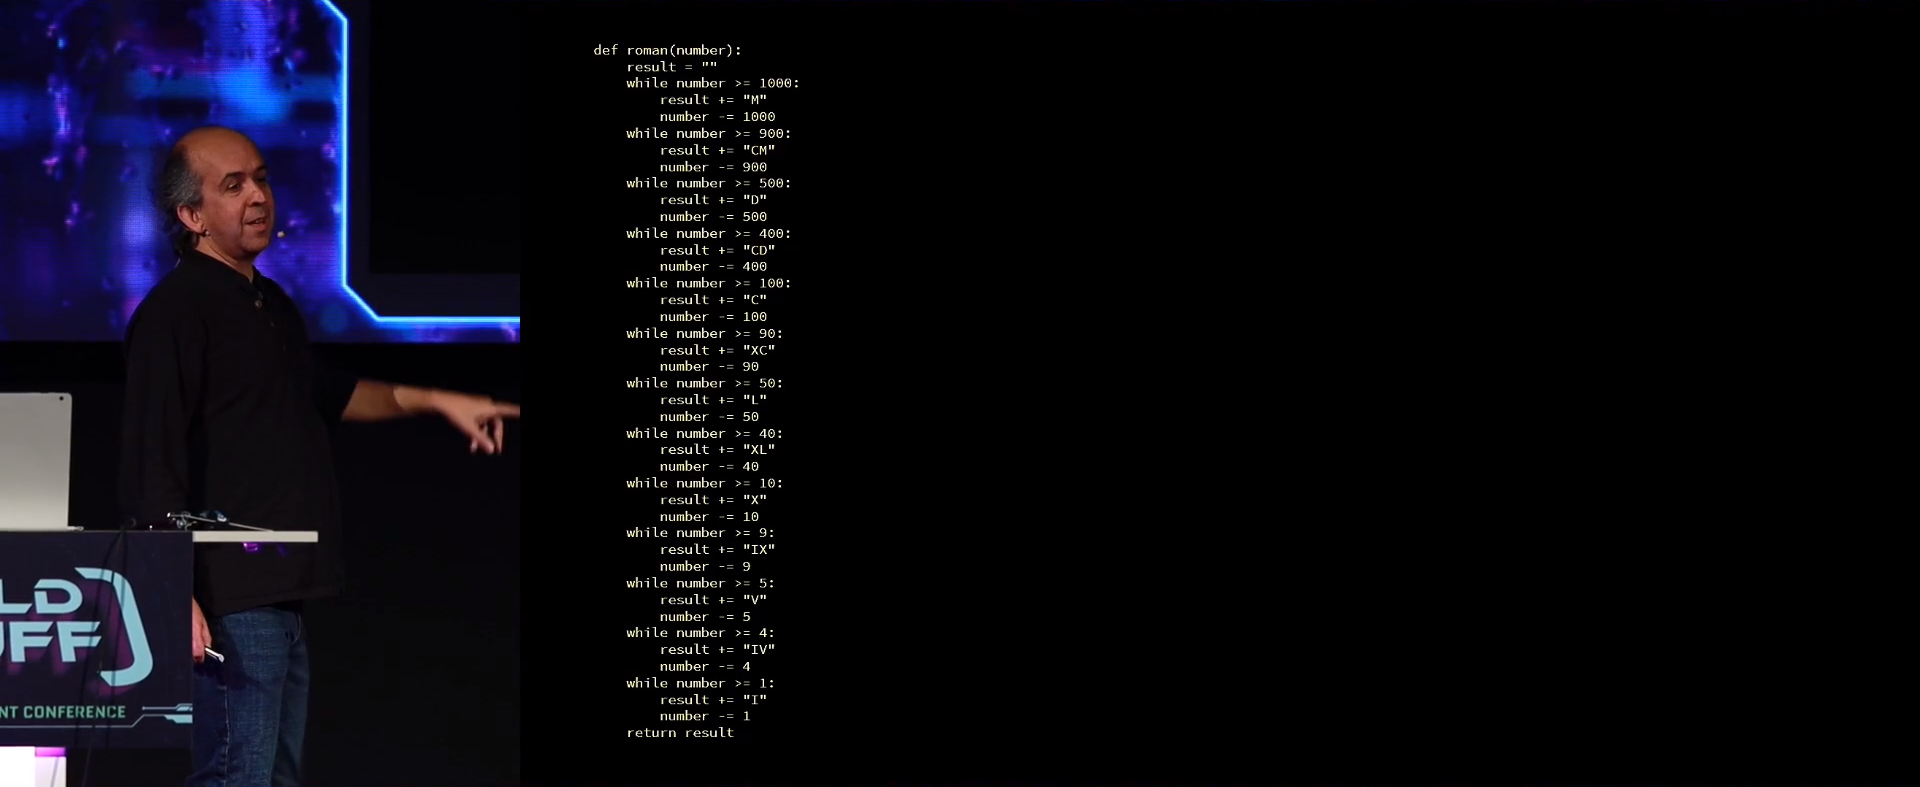 def roman(number):
    result = ""
    while number >= 1000:
        result += "M"
        number -= 1000
    while number >= 900:
        result += "CM"
        number -= 900
    while number >= 500:
        result += "D"
        number -= 500
    while number >= 400:
        result += "CD"
        number -= 400
    while number >= 100:
        result += "C"
        number -= 100
    while number >= 90:
        result += "XC"
        number -= 90
    while number >= 50:
        result += "L"
        number -= 50
    while number >= 40:
        result += "XL"
        number -= 40
    while number >= 10:
        result += "X"
        number -= 10
    while number >= 9:
        result += "IX"
        number -= 9
    while number >= 5:
        result += "V"
        number -= 5
    while number >= 4:
        result += "IV"
        number -= 4
    while number >= 1:
        result += "I"
        number -= 1
    return result
LD
UFF
NT CONFERENCE